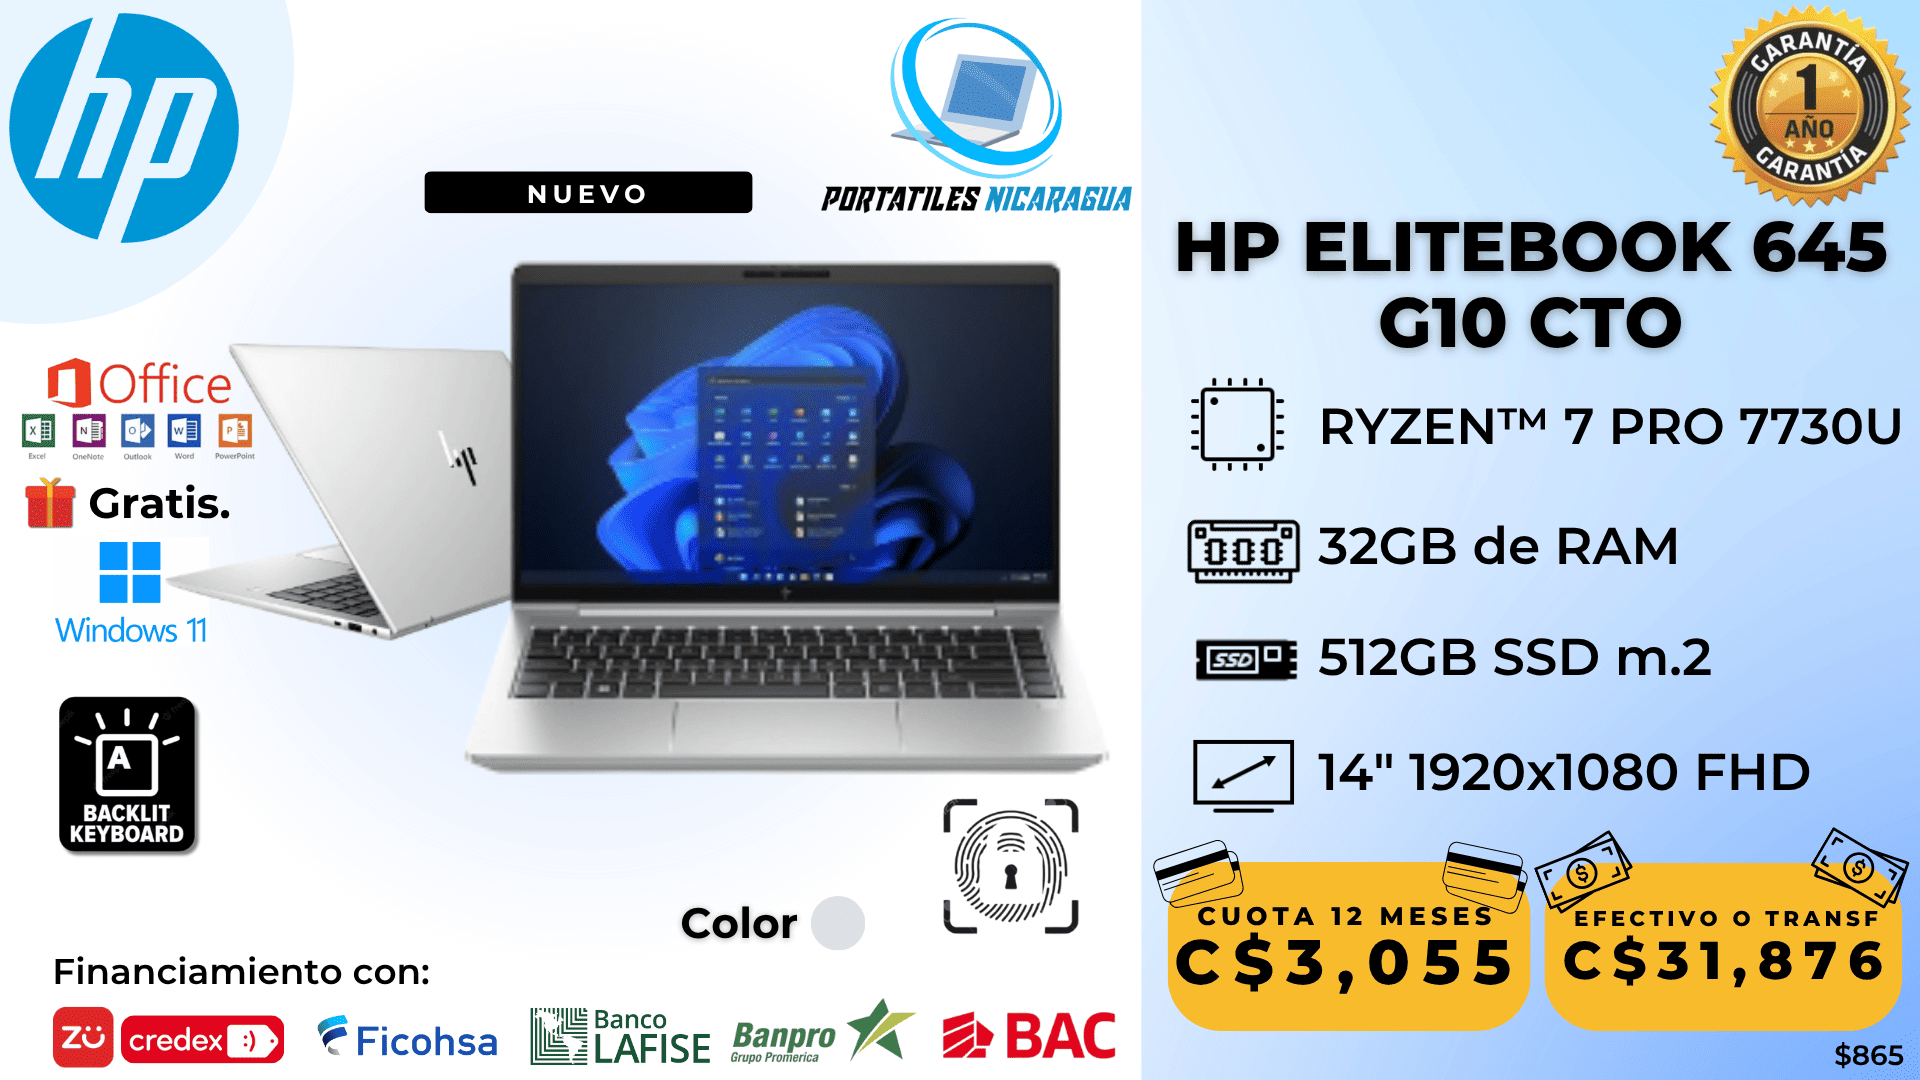 hp
NUEVO
PORTATILES NICARAGUA
GARANTÍA
1
AÑO
GARANTÍA
HP ELITEBOOK 645
G10 CTO
RYZEN™ 7 PRO 7730U
32GB de RAM
SSD
512GB SSD m.2
14" 1920x1080 FHD
Office
Excel OneNote Outlook Word PowerPoint
Gratis.
Windows 11
A
BACKLIT
KEYBOARD
Color
Financiamiento con:
ZU credex :)
Ficohsa
Banco
LAFISE
Banpro
Grupo Promerica
BAC
CUOTA 12 MESES
C$3,055
EFECTIVO O TRANSF
C$31,876
$865